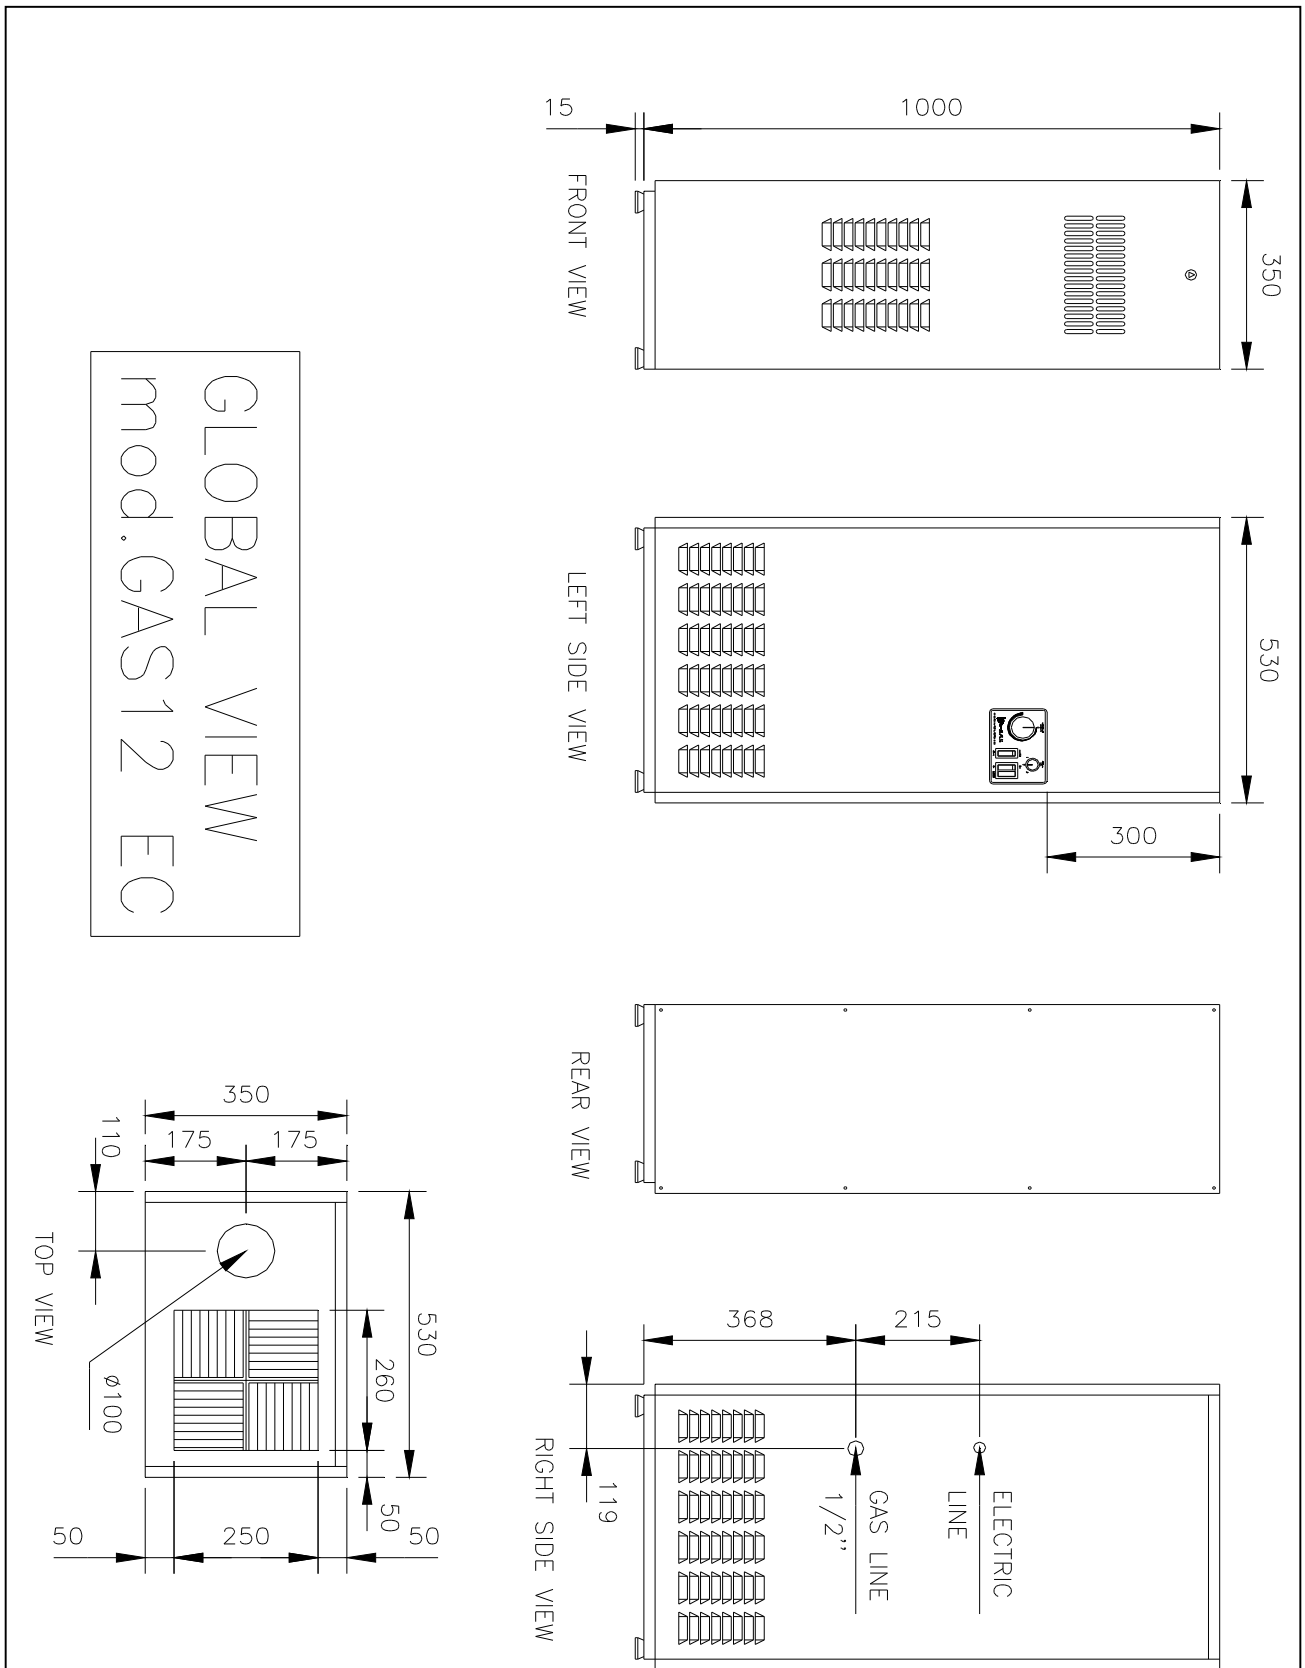 15
1000
FRONT VIEW
350
LEFT SIDE VIEW
530
300
REAR VIEW
368
215
119
ELECTRIC
LINE
GAS LINE
1/2’’
RIGHT SIDE VIEW
GLOBAL VIEW
mod.GAS12 EC
350
175
175
110
530
260
50
Ø100
50
250
50
TOP VIEW